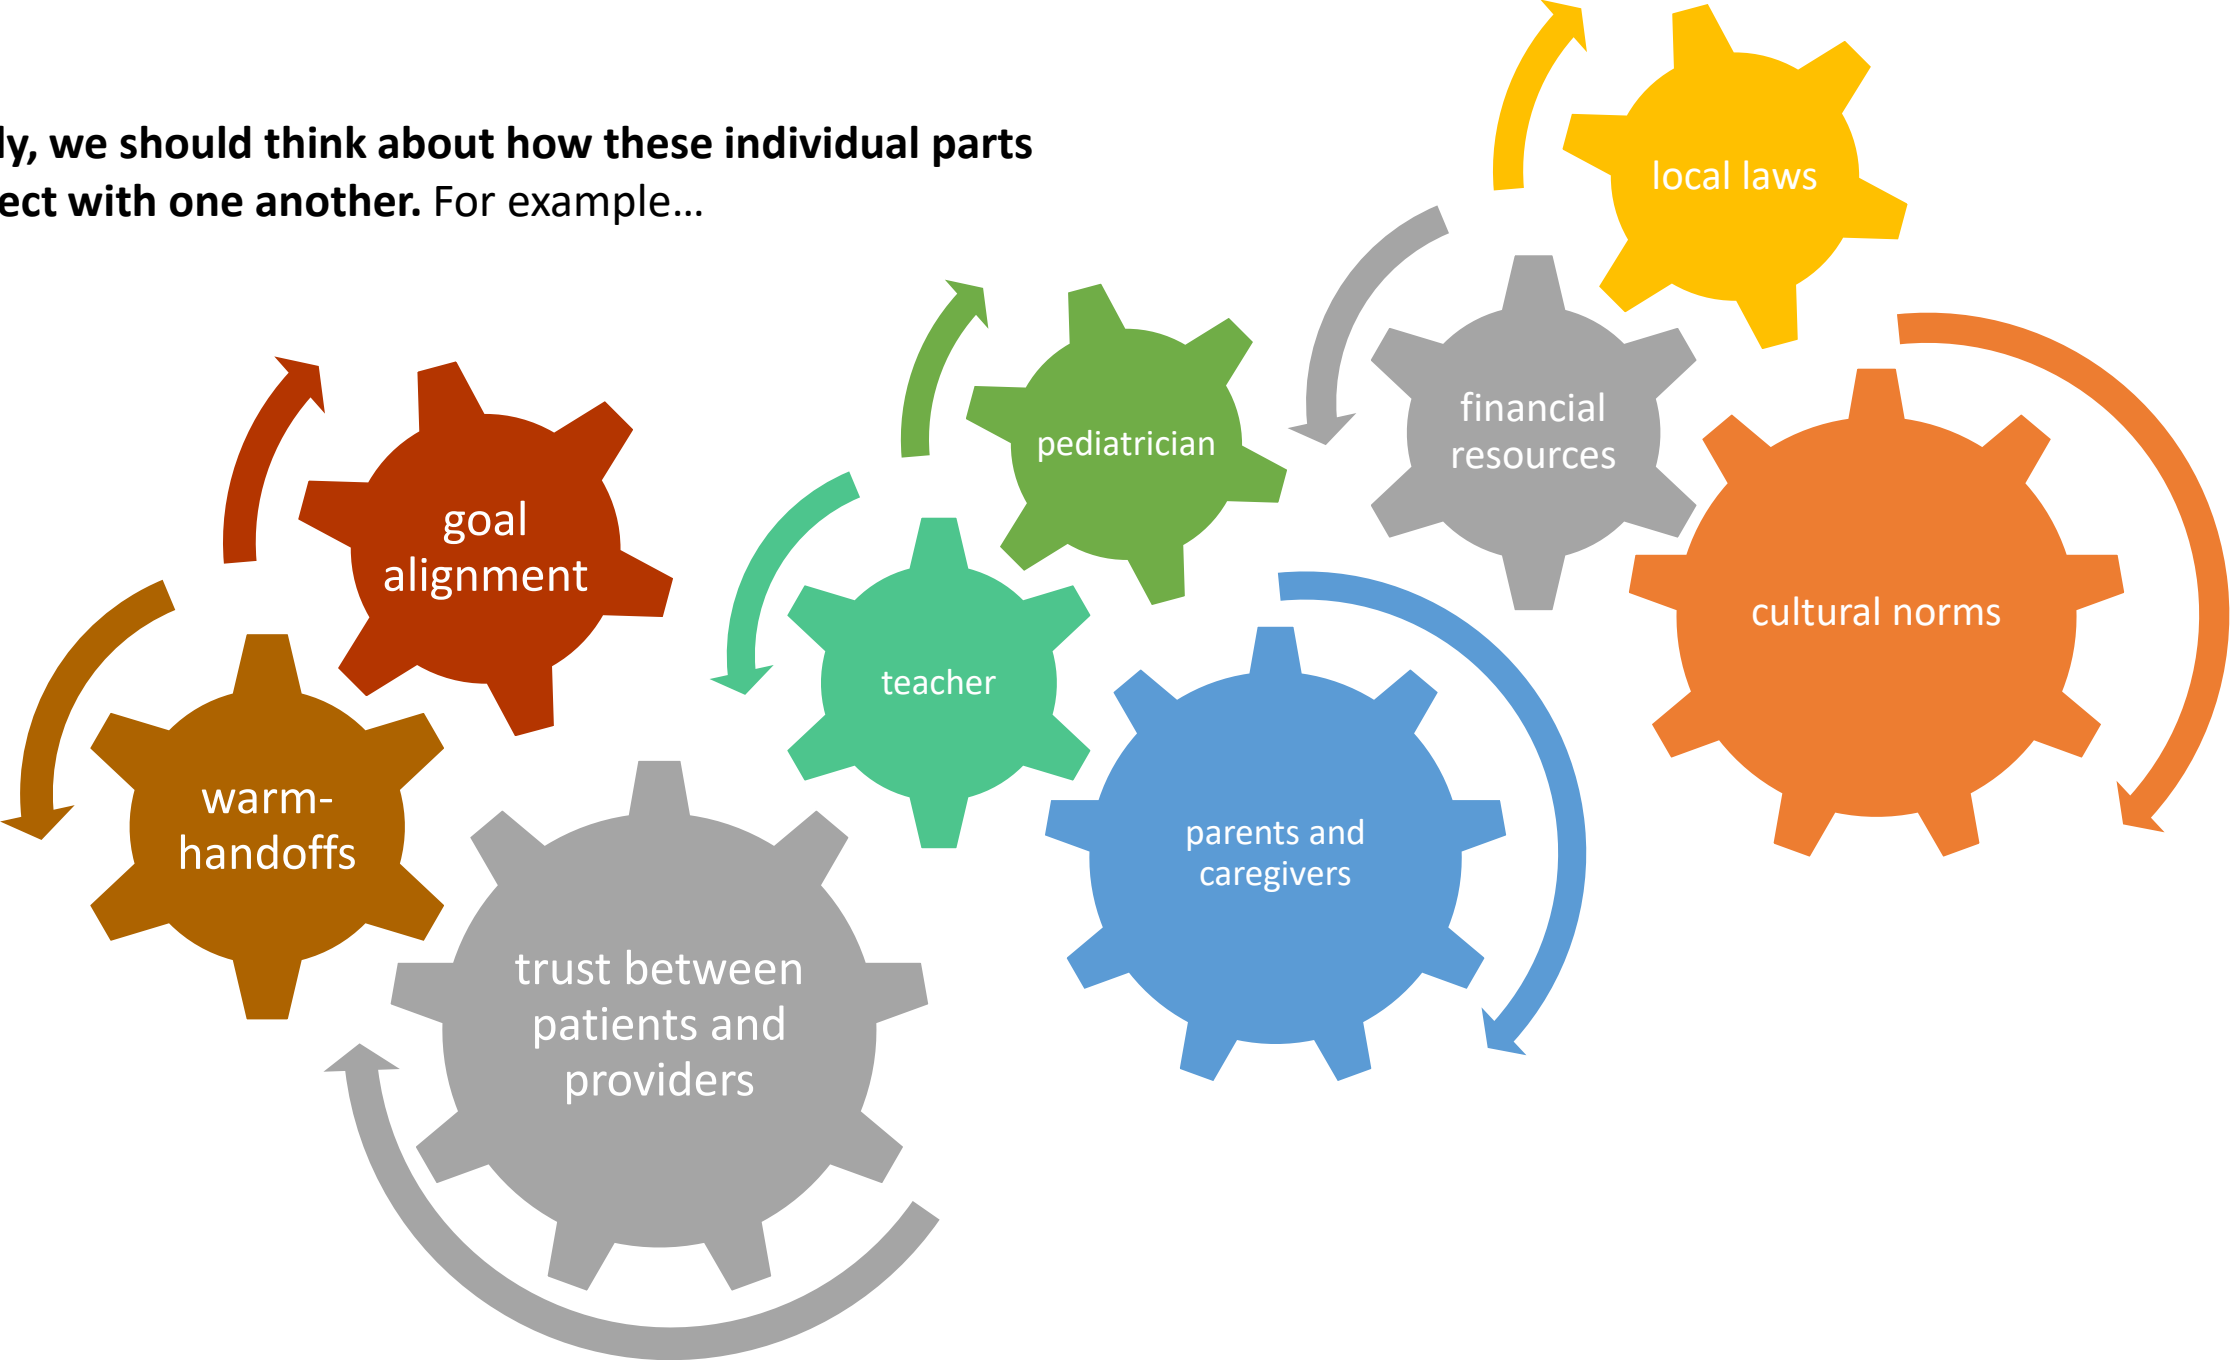 ly, we should think about how these individual parts
ect with one another. For example…
local laws
financial
resources
pediatrician
cultural norms
goal
alignment
teacher
warm-
handoffs
parents and
caregivers
trust between
patients and
providers